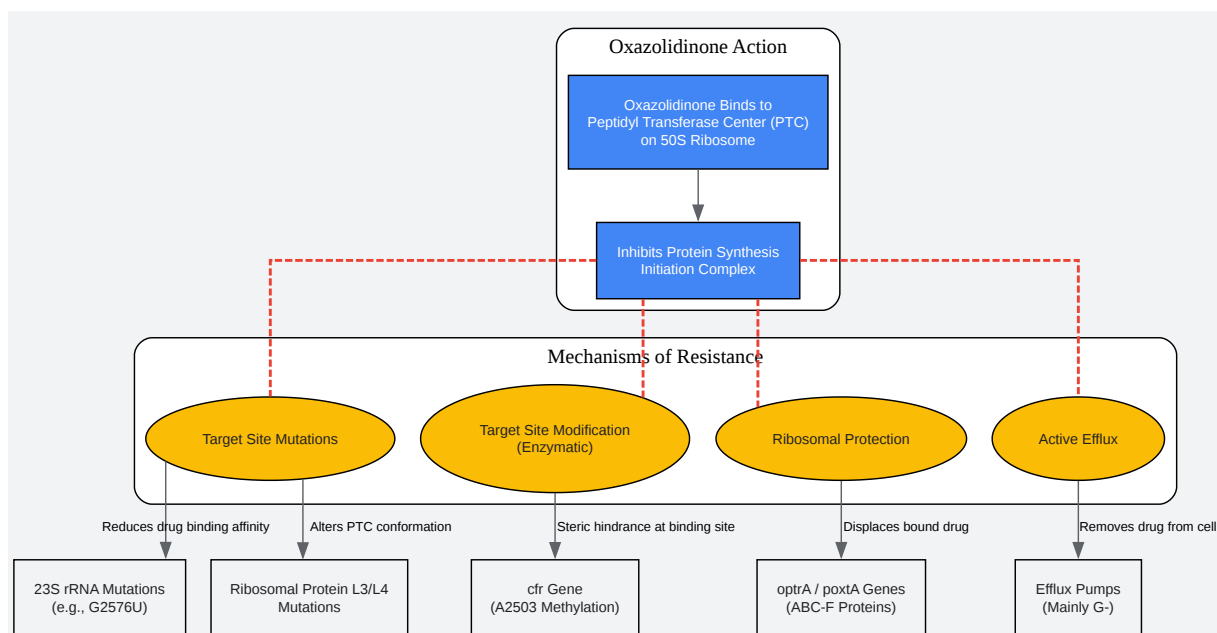 Oxazolidinone Action
Oxazolidinone Binds to
Peptidyl Transferase Center (PTC)
on 50S Ribosome
Inhibits Protein Synthesis
Initiation Complex
Mechanisms of Resistance
Target Site Mutations
Target Site Modification
(Enzymatic)
Ribosomal Protection
Active Efflux
Reduces drug binding affinity
Alters PTC conformation
Steric hindrance at binding site
Displaces bound drug
Removes drug from cell
23S rRNA Mutations
(e.g., G2576U)
Ribosomal Protein L3/L4
Mutations
cfr Gene
(A2503 Methylation)
optrA / poxtA Genes
(ABC-F Proteins)
Efflux Pumps
(Mainly G-)